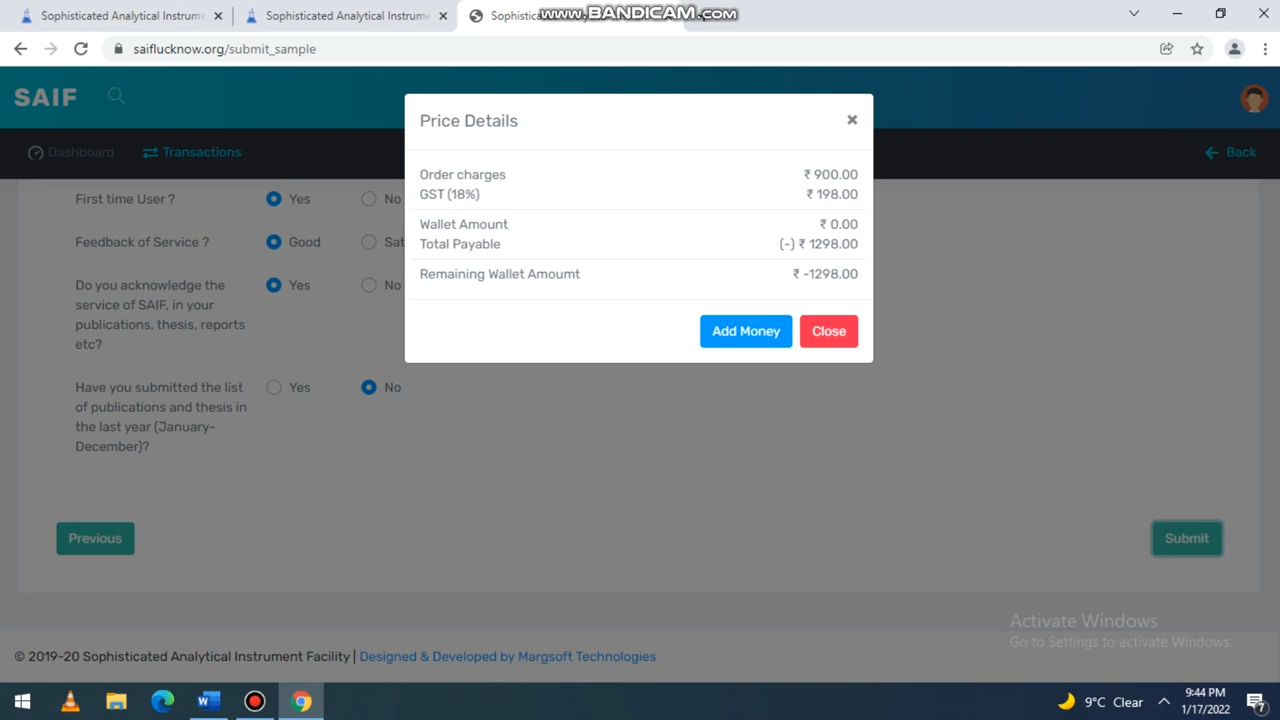 Sophisticated Analytical Instrume
Sophisticated Analytical Instrume
Sophisticated
www.BANDICAM.com
saiflucknow.org/submit_sample
SAIF
Dashboard
Transactions
Back
Price Details
Order charges ₹ 900.00
GST (18%) ₹ 198.00
Wallet Amount ₹ 0.00
Total Payable (-) ₹ 1298.00
Remaining Wallet Amoumt ₹ -1298.00
Add Money
Close
First time User ? Yes No
Feedback of Service ? Good Sat
Do you acknowledge the Yes No
service of SAIF, in your
publications, thesis, reports
etc?
Have you submitted the list Yes No
of publications and thesis in
the last year (January-
December)?
Previous
Submit
Activate Windows
Go to Settings to activate Windows.
© 2019-20 Sophisticated Analytical Instrument Facility | Designed & Developed by Margsoft Technologies
9°C Clear
9:44 PM
1/17/2022
7